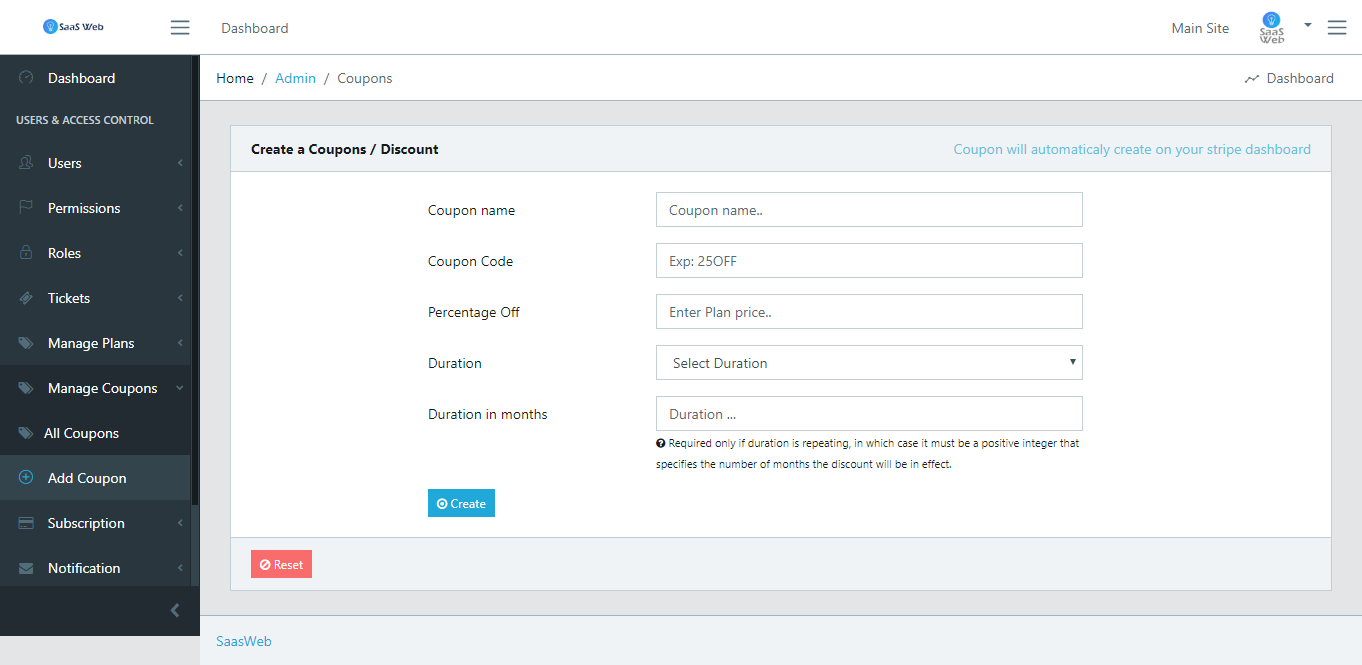 SaaS Web
Dashboard
Main Site
SaaS
Web
Dashboard
USERS & ACCESS CONTROL
Users
Permissions
Roles
Tickets
Manage Plans
Manage Coupons
All Coupons
Add Coupon
Subscription
Notification
Home / Admin / Coupons
Dashboard
Create a Coupons / Discount
Coupon will automaticaly create on your stripe dashboard
Coupon name
Coupon name..
Coupon Code
Exp: 25OFF
Percentage Off
Enter Plan price..
Duration
Select Duration
Duration in months
Duration ...
Required only if duration is repeating, in which case it must be a positive integer that
specifies the number of months the discount will be in effect.
Create
Reset
SaasWeb